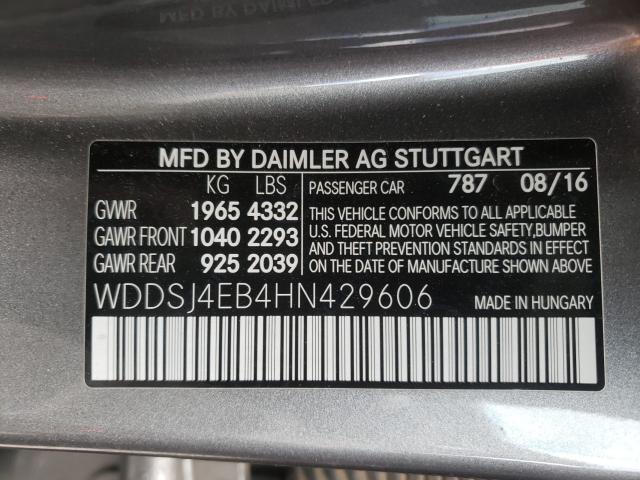 MFD BY DAIMLER AG STUTTGART
KG LBS
GWWR 1965 4332
GAWR FRONT 1040 2293
GAWR REAR 925 2039
PASSENGER CAR 787 08/16
THIS VEHICLE CONFORMS TO ALL APPLICABLE
U.S. FEDERAL MOTOR VEHICLE SAFETY, BUMPER
AND THEFT PREVENTION STANDARDS IN EFFECT
ON THE DATE OF MANUFACTURE SHOWN ABOVE.
WDDSJ4EB4HN429606 MADE IN HUNGARY